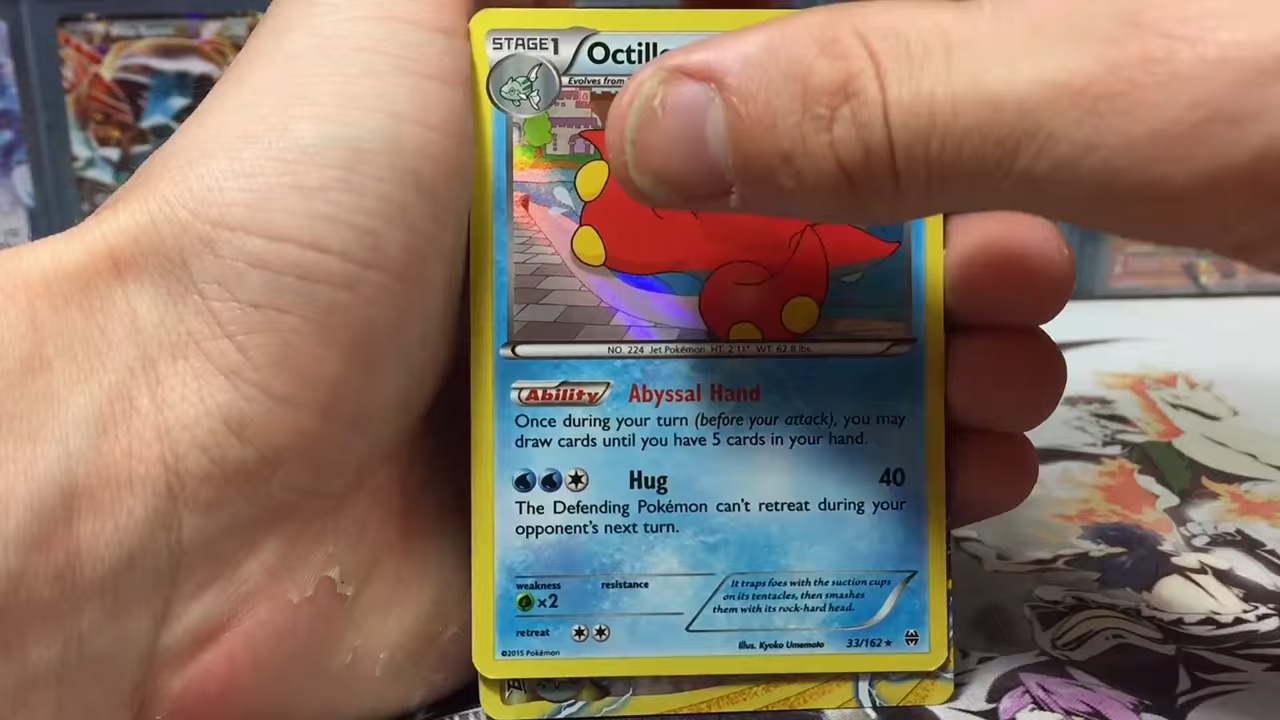 STAGE1
Octill
Evolves from
NO. 224 Jet Pokémon HT: 2'11" WT: 62.8 lbs.
Ability Abyssal Hand
Once during your turn (before your attack), you may
draw cards until you have 5 cards in your hand.
Hug 40
The Defending Pokémon can't retreat during your
opponent's next turn.
weakness resistance
×2
It traps foes with the suction cups
on its tentacles, then smashes
them with its rock-hard head.
retreat
Illus. Kyoko Umemoto 33/162
©2015 Pokémon